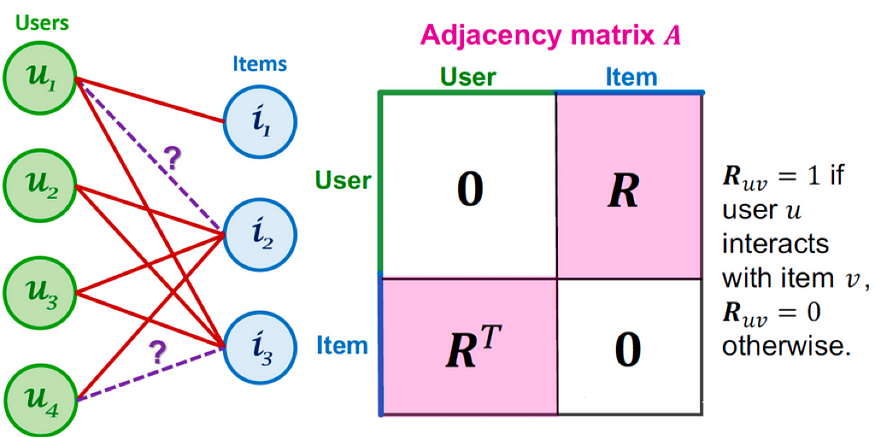 Users
Items
u₁
u₂
u₃
u₄
i₁
i₂
i₃
?
?
Adjacency matrix A
User
Item
User
0
R
Item
Rᵀ
0
Rᵤᵥ = 1 if
user u
interacts
with item v,
Rᵤᵥ = 0
otherwise.